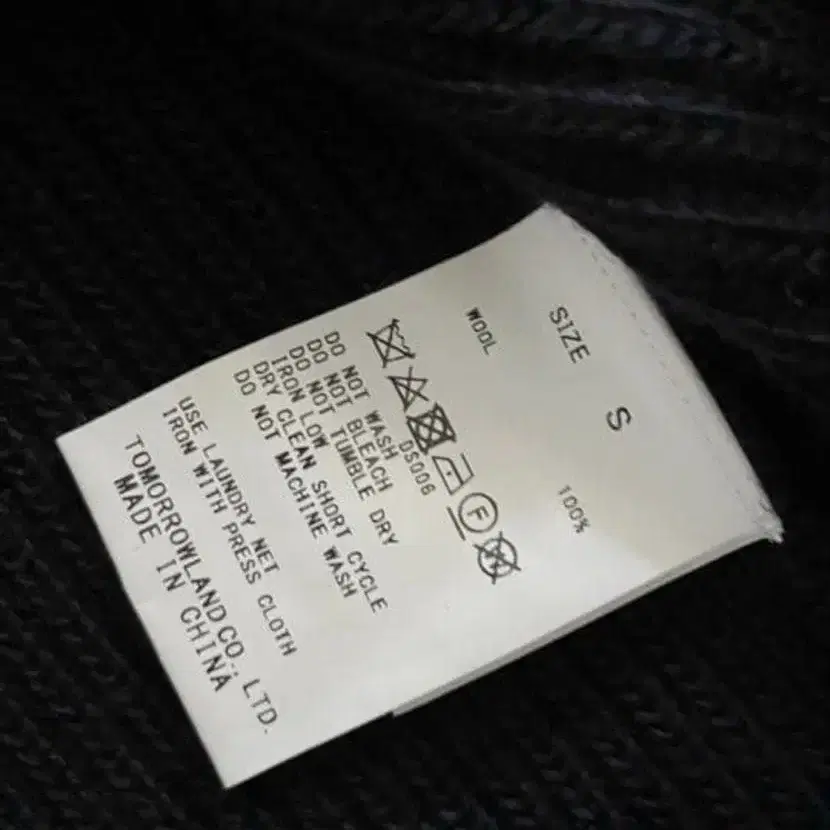 SIZE S
WOOL 100%
F W
DS006
DO NOT WASH
DO NOT BLEACH
DO NOT TUMBLE DRY
IRON LOW
DRY CLEAN SHORT CYCLE
DO NOT MACHINE WASH
USE LAUNDRY NET
IRON WITH PRESS CLOTH
TOMORROWLAND CO., LTD.
MADE IN CHINA